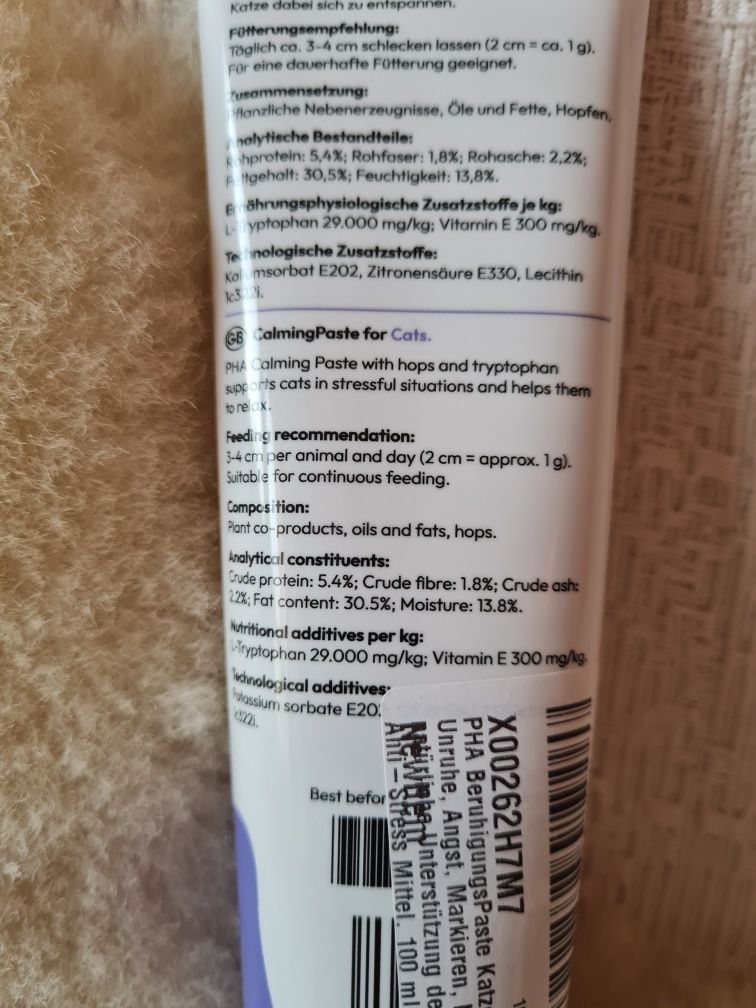 Katze dabei sich zu entspannen.
Fütterungsempfehlung:
Täglich ca. 3-4 cm schlecken lassen (2 cm = ca. 1 g).
Für eine dauerhafte Fütterung geeignet.
Zusammensetzung:
Pflanzliche Nebenerzeugnisse, Öle und Fette, Hopfen.
Analytische Bestandteile:
Rohprotein: 5,4%; Rohfaser: 1,8%; Rohasche: 2,2%;
Fettgehalt: 30,5%; Feuchtigkeit: 13,8%.
Ernährungsphysiologische Zusatzstoffe je kg:
L-Tryptophan 29.000 mg/kg; Vitamin E 300 mg/kg.
Technologische Zusatzstoffe:
Kaliumsorbat E202, Zitronensäure E330, Lecithin
1c322i.
GB CalmingPaste for Cats.
PHA Calming Paste with hops and tryptophan
supports cats in stressful situations and helps them
to relax.
Feeding recommendation:
3-4 cm per animal and day (2 cm = approx. 1 g).
Suitable for continuous feeding.
Composition:
Plant co-products, oils and fats, hops.
Analytical constituents:
Crude protein: 5.4%; Crude fibre: 1.8%; Crude ash:
2.2%; Fat content: 30.5%; Moisture: 13.8%.
Nutritional additives per kg:
L-Tryptophan 29.000 mg/kg; Vitamin E 300 mg/kg.
Technological additives:
Potassium sorbate E20
1c322i.
Best befor
X00262H7M7
PHA BeruhigungsPaste Katz
Unruhe, Angst, Markieren,
Unterstützung de
Anti-Stress Mittel. 100 ml
New